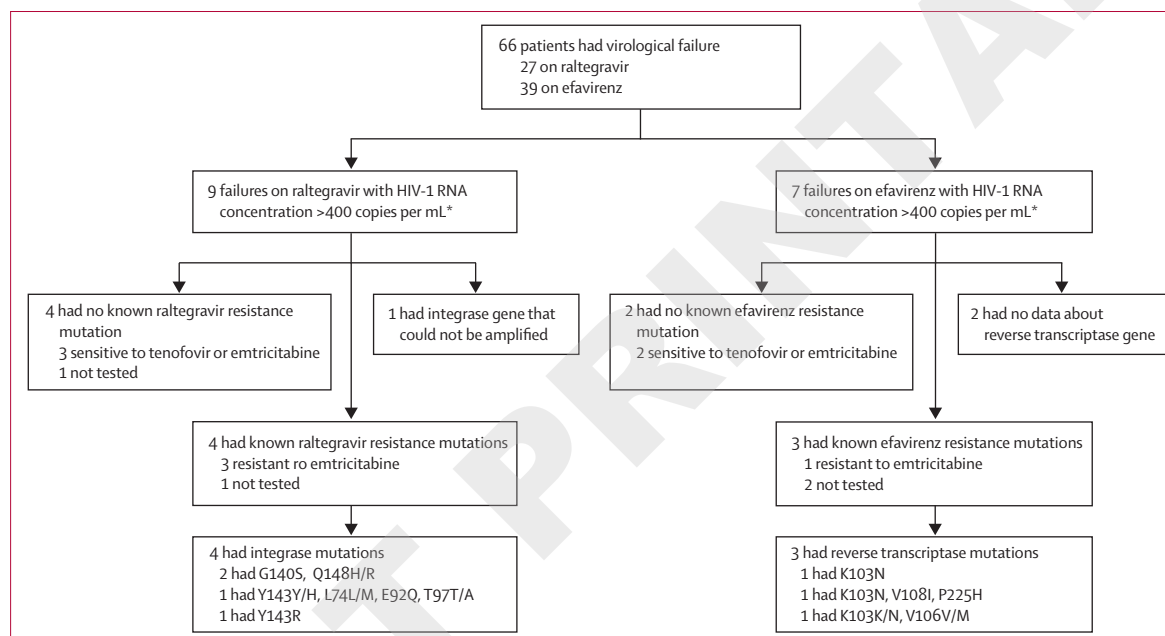 66 patients had virological failure
27 on raltegravir
39 on efavirenz
9 failures on raltegravir with HIV-1 RNA
concentration >400 copies per mL*
7 failures on efavirenz with HIV-1 RNA
concentration >400 copies per mL*
4 had no known raltegravir resistance
mutation
3 sensitive to tenofovir or emtricitabine
1 not tested
1 had integrase gene that
could not be amplified
2 had no known efavirenz resistance
mutation
2 sensitive to tenofovir or emtricitabine
2 had no data about
reverse transcriptase gene
4 had known raltegravir resistance mutations
3 resistant ro emtricitabine
1 not tested
3 had known efavirenz resistance mutations
1 resistant to emtricitabine
2 not tested
4 had integrase mutations
2 had G140S, Q148H/R
1 had Y143Y/H, L74L/M, E92Q, T97T/A
1 had Y143R
3 had reverse transcriptase mutations
1 had K103N
1 had K103N, V108I, P225H
1 had K103K/N, V106V/M
T PRINTA